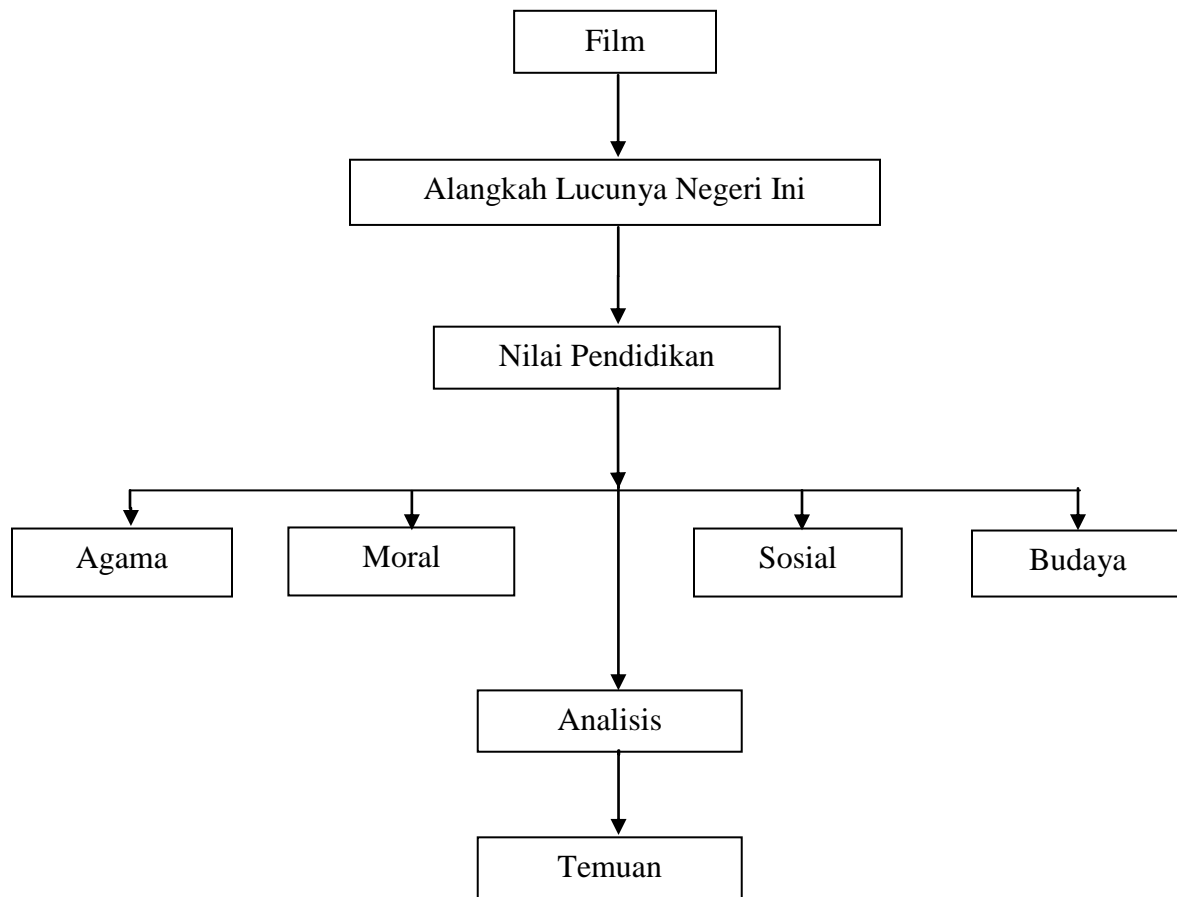 Film
Alangkah Lucunya Negeri Ini
Nilai Pendidikan
Agama
Moral
Sosial
Budaya
Analisis
Temuan